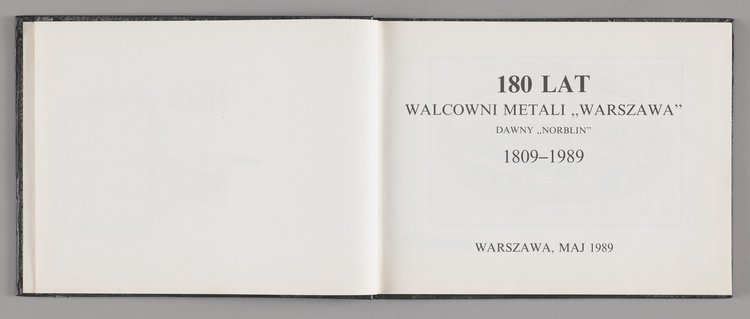 180 LAT
WALCOWNI METALI „WARSZAWA”
DAWNY „NORBLIN”
1809–1989
WARSZAWA, MAJ 1989